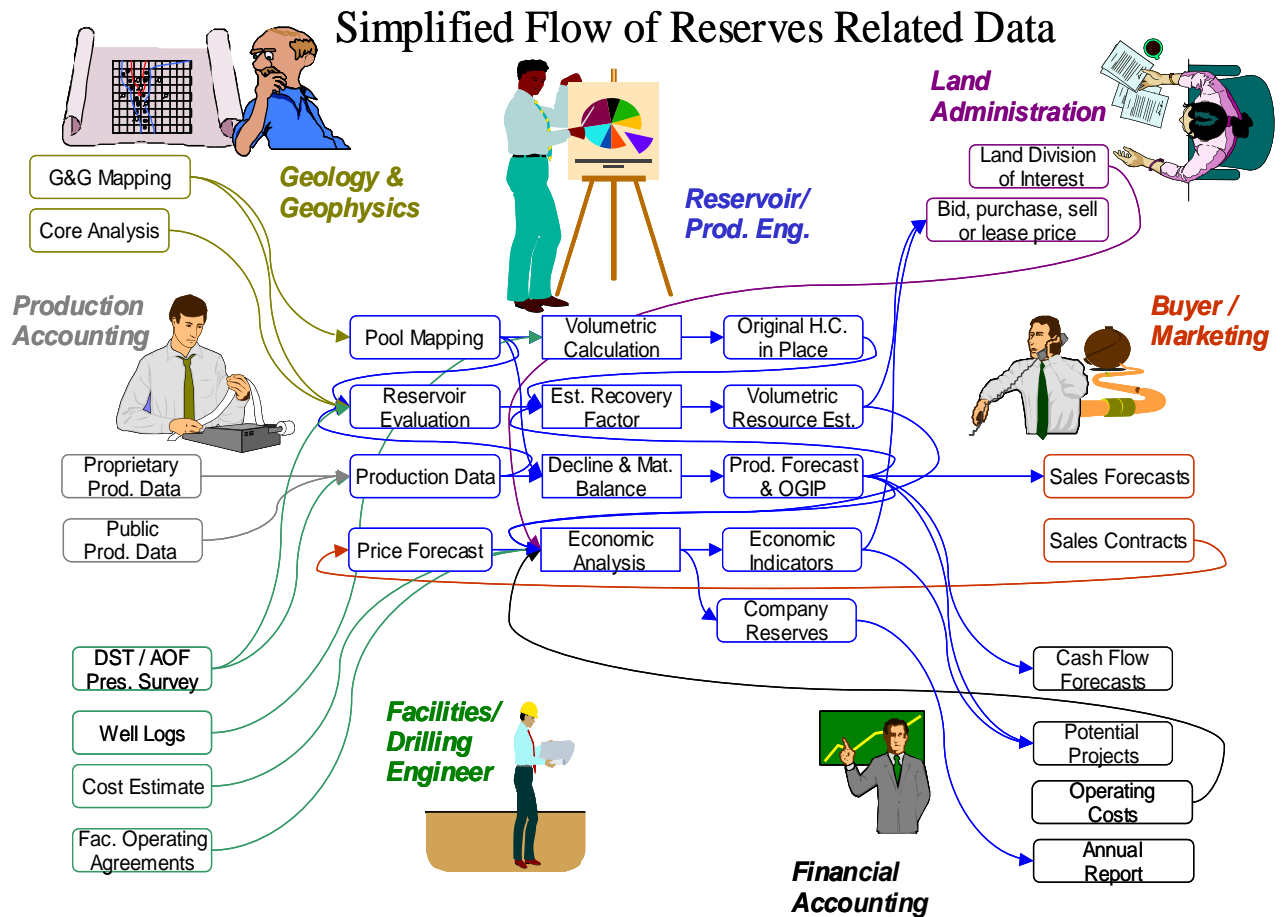 Simplified Flow of Reserves Related Data
Land
Administration
Land Division
of Interest
Bid, purchase, sell
or lease price
G&G Mapping
Core Analysis
Geology &
Geophysics
Reservoir/
Prod. Eng.
Production
Accounting
Buyer /
Marketing
Pool Mapping
Volumetric
Calculation
Original H.C.
in Place
Reservoir
Evaluation
Est. Recovery
Factor
Volumetric
Resource Est.
Proprietary
Prod. Data
Production Data
Decline & Mat.
Balance
Prod. Forecast
& OGIP
Sales Forecasts
Public
Prod. Data
Price Forecast
Economic
Analysis
Economic
Indicators
Sales Contracts
Company
Reserves
DST / AOF
Pres. Survey
Cash Flow
Forecasts
Well Logs
Facilities/
Drilling
Engineer
Potential
Projects
Cost Estimate
Operating
Costs
Fac. Operating
Agreements
Annual
Report
Financial
Accounting